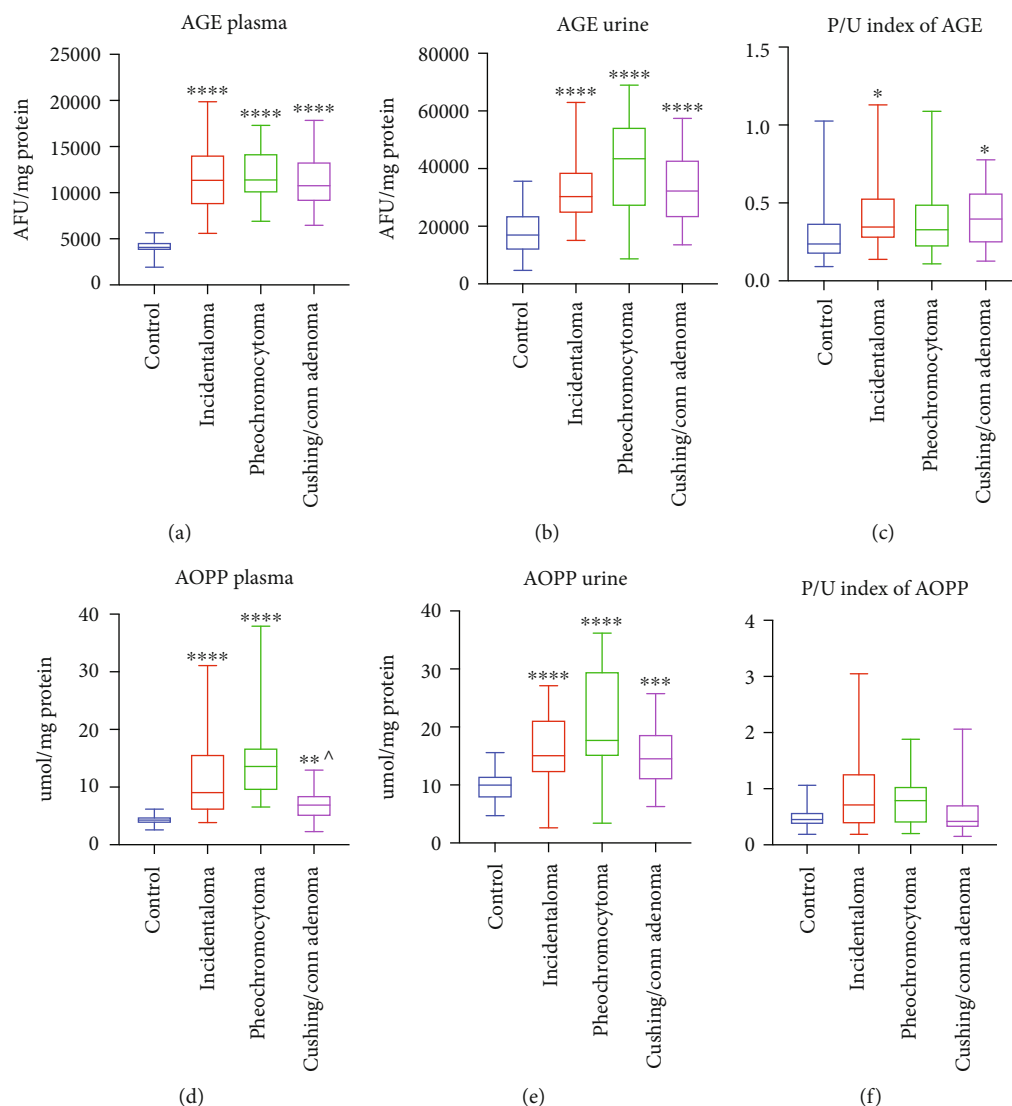 AGE plasma
AFU/mg protein
25000
20000
15000
10000
5000
0
****
****
****
Control
Incidentaloma
Pheochromocytoma
Cushing/conn adenoma
(a)
AGE urine
AFU/mg protein
80000
60000
40000
20000
0
****
****
****
Control
Incidentaloma
Pheochromocytoma
Cushing/conn adenoma
(b)
P/U index of AGE
1.5
1.0
0.5
0.0
*
*
Control
Incidentaloma
Pheochromocytoma
Cushing/conn adenoma
(c)
AOPP plasma
umol/mg protein
40
30
20
10
0
****
****
** ^
Control
Incidentaloma
Pheochromocytoma
Cushing/conn adenoma
(d)
AOPP urine
umol/mg protein
40
30
20
10
0
****
****
***
Control
Incidentaloma
Pheochromocytoma
Cushing/conn adenoma
(e)
P/U index of AOPP
4
3
2
1
0
Control
Incidentaloma
Pheochromocytoma
Cushing/conn adenoma
(f)